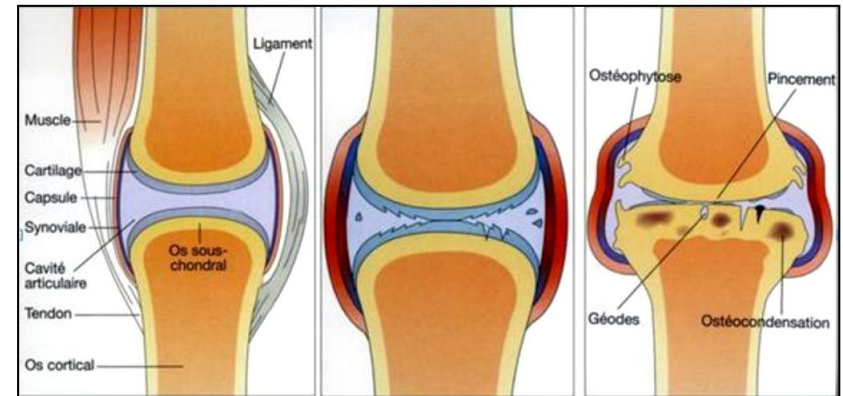 Ligament
Muscle
Cartilage
Capsule
Synoviale
Os sous-
chondral
Cavité
articulaire
Tendon
Os cortical
Ostéophytose
Pincement
Géodes
Ostéocondensation